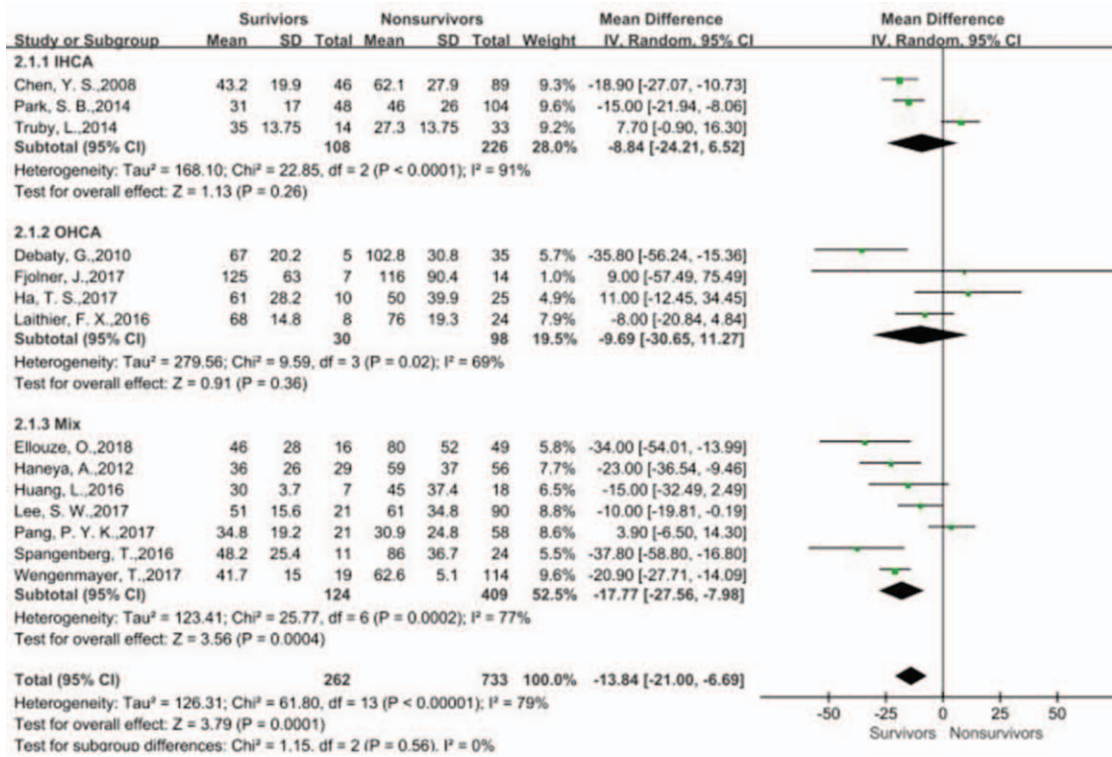 Suriviors Nonsurvivors Mean Difference Mean Difference
Study or Subgroup Mean SD Total Mean SD Total Weight IV, Random, 95% CI IV, Random, 95% CI
2.1.1 IHCA
Chen, Y. S.,2008 43.2 19.9 46 62.1 27.9 89 9.3% -18.90 [-27.07, -10.73]
Park, S. B.,2014 31 17 48 46 26 104 9.6% -15.00 [-21.94, -8.06]
Truby, L.,2014 35 13.75 14 27.3 13.75 33 9.2% 7.70 [-0.90, 16.30]
Subtotal (95% CI) 108 226 28.0% -8.84 [-24.21, 6.52]
Heterogeneity: Tau² = 168.10; Chi² = 22.85, df = 2 (P < 0.0001); I² = 91%
Test for overall effect: Z = 1.13 (P = 0.26)
2.1.2 OHCA
Debaty, G.,2010 67 20.2 5 102.8 30.8 35 5.7% -35.80 [-56.24, -15.36]
Fjolner, J.,2017 125 63 7 116 90.4 14 1.0% 9.00 [-57.49, 75.49]
Ha, T. S.,2017 61 28.2 10 50 39.9 25 4.9% 11.00 [-12.45, 34.45]
Laithier, F. X.,2016 68 14.8 8 76 19.3 24 7.9% -8.00 [-20.84, 4.84]
Subtotal (95% CI) 30 98 19.5% -9.69 [-30.65, 11.27]
Heterogeneity: Tau² = 279.56; Chi² = 9.59, df = 3 (P = 0.02); I² = 69%
Test for overall effect: Z = 0.91 (P = 0.36)
2.1.3 Mix
Ellouze, O.,2018 46 28 16 80 52 49 5.8% -34.00 [-54.01, -13.99]
Haneya, A.,2012 36 26 29 59 37 56 7.7% -23.00 [-36.54, -9.46]
Huang, L.,2016 30 3.7 7 45 37.4 18 6.5% -15.00 [-32.49, 2.49]
Lee, S. W.,2017 51 15.6 21 61 34.8 90 8.8% -10.00 [-19.81, -0.19]
Pang, P. Y. K.,2017 34.8 19.2 21 30.9 24.8 58 8.6% 3.90 [-6.50, 14.30]
Spangenberg, T.,2016 48.2 25.4 11 86 36.7 24 5.5% -37.80 [-58.80, -16.80]
Wengenmayer, T.,2017 41.7 15 19 62.6 5.1 114 9.6% -20.90 [-27.71, -14.09]
Subtotal (95% CI) 124 409 52.5% -17.77 [-27.56, -7.98]
Heterogeneity: Tau² = 123.41; Chi² = 25.77, df = 6 (P = 0.0002); I² = 77%
Test for overall effect: Z = 3.56 (P = 0.0004)
Total (95% CI) 262 733 100.0% -13.84 [-21.00, -6.69]
Heterogeneity: Tau² = 126.31; Chi² = 61.80, df = 13 (P < 0.00001); I² = 79%
Test for overall effect: Z = 3.79 (P = 0.0001)
Test for subgroup differences: Chi² = 1.15, df = 2 (P = 0.56), I² = 0%
-50 -25 0 25 50
Survivors Nonsurvivors